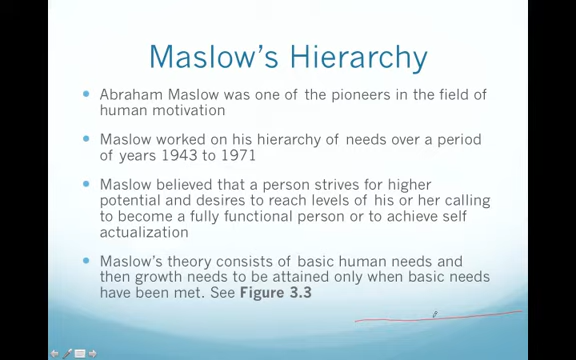 Maslow's Hierarchy
Abraham Maslow was one of the pioneers in the field of
human motivation
Maslow worked on his hierarchy of needs over a period
of years 1943 to 1971
Maslow believed that a person strives for higher
potential and desires to reach levels of his or her calling
to become a fully functional person or to achieve self
actualization
Maslow's theory consists of basic human needs and
then growth needs to be attained only when basic needs
have been met. See Figure 3.3